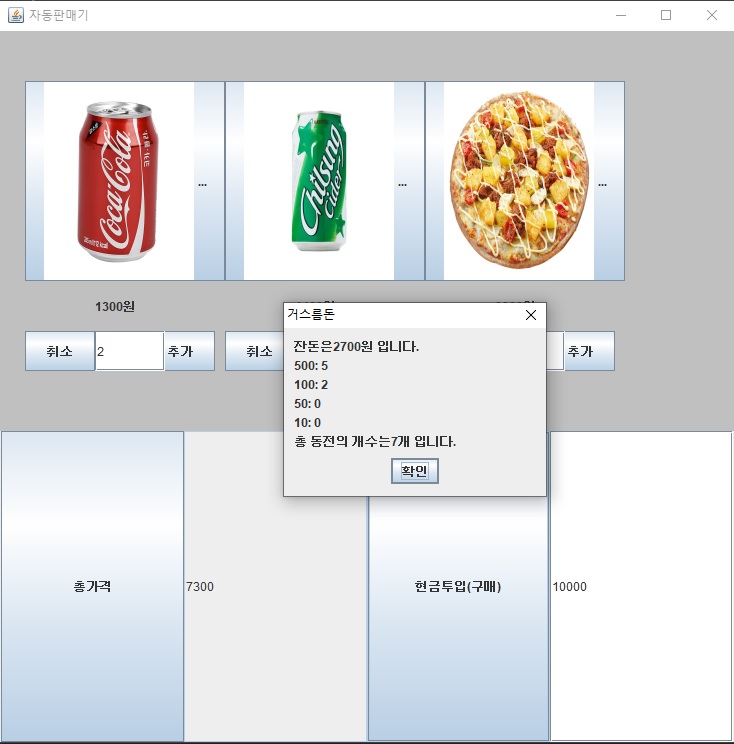 자동판매기
Coca-Cola
Chilsung
Cider
...
...
...
1300원
거스름돈
잔돈은2700원 입니다.
500: 5
100: 2
50: 0
10: 0
총 동전의 개수는7개 입니다.
확인
취소
2
추가
취소
추가
총가격
7300
현금투입(구매)
10000